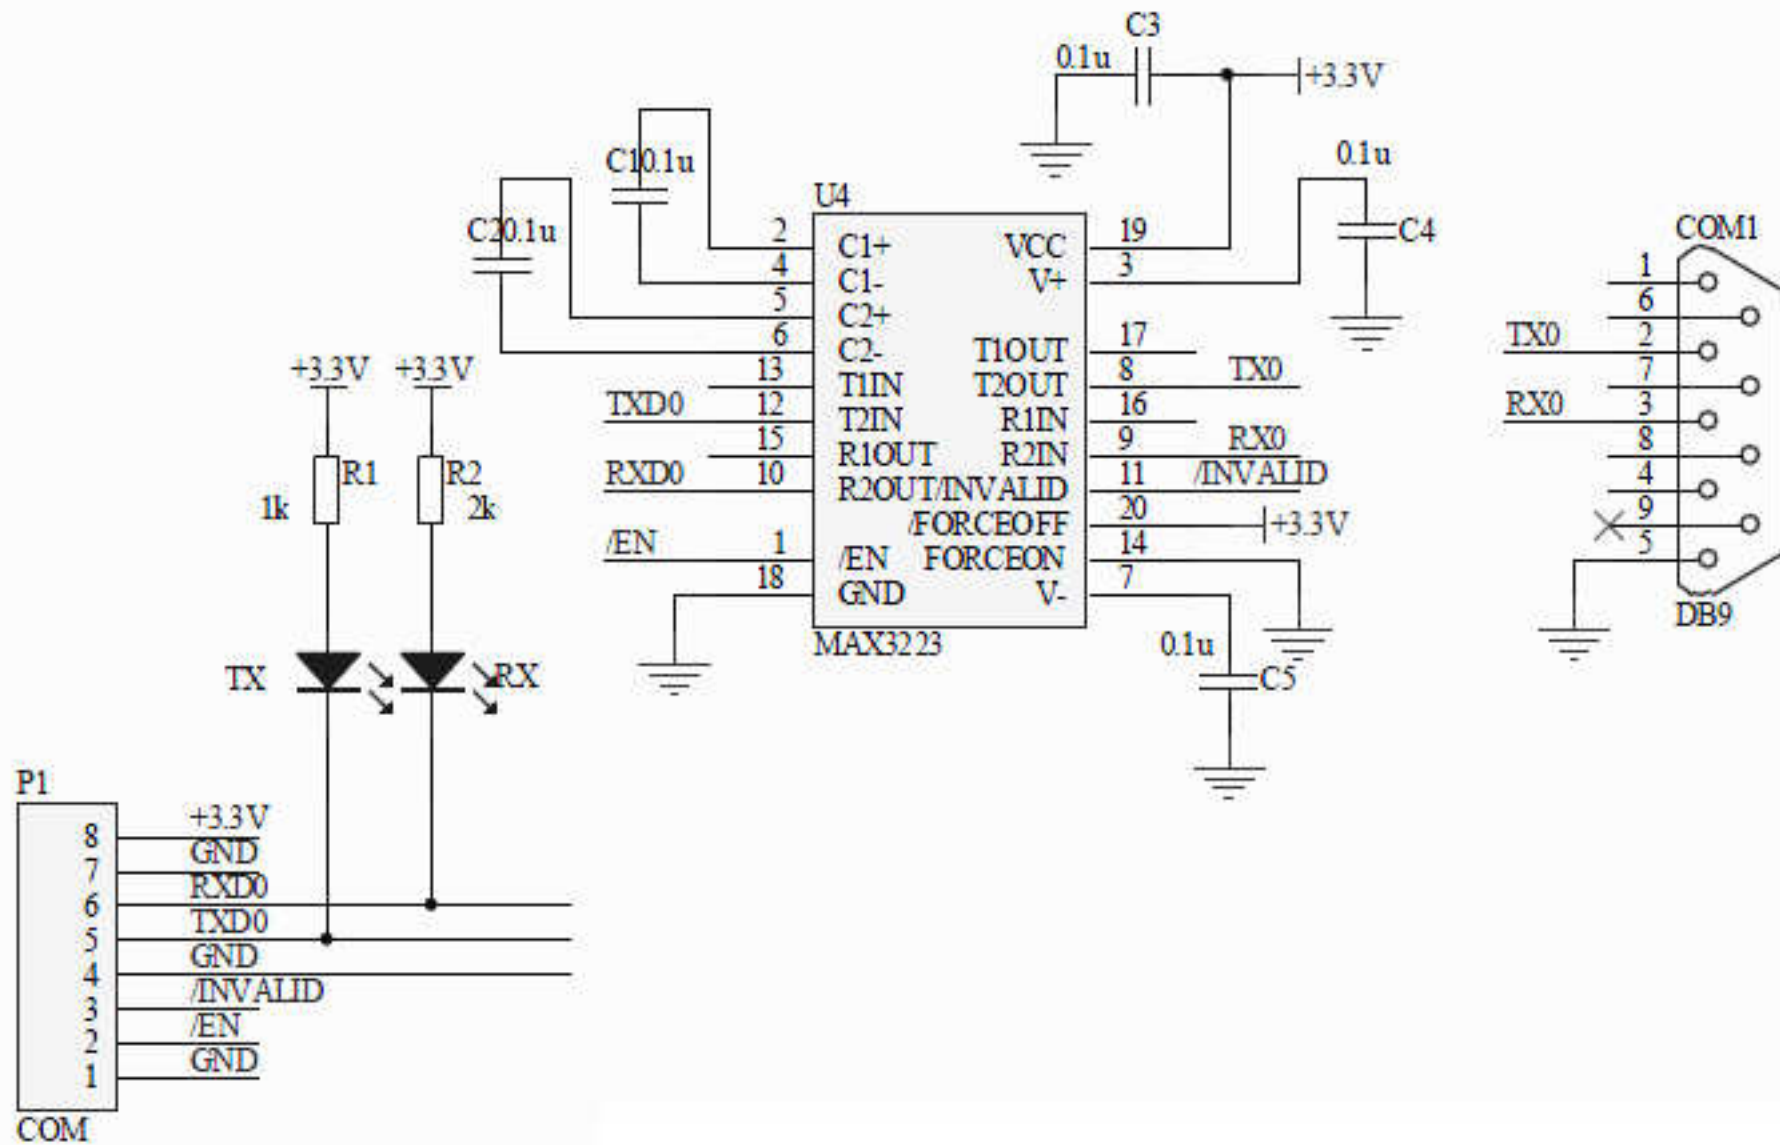 C3
0.1u
+3.3V
C10.1u
0.1u
U4
C20.1u
2
C1+
VCC
19
C4
COM1
4
C1-
V+
3
1
5
C2+
6
6
C2-
T1OUT
17
TX0
2
+3.3V
+3.3V
13
T1IN
T2OUT
8
TX0
7
TXD0
12
T2IN
R1IN
16
RX0
3
15
R1OUT
R2IN
9
RX0
8
R1
R2
RXD0
10
R2OUT/INVALID
11
/INVALID
4
1k
2k
/FORCEOFF
20
+3.3V
9
/EN
1
/EN
FORCEON
14
5
18
GND
V-
7
MAX3223
0.1u
DB9
TX
RX
C5
P1
8
+3.3V
7
GND
6
RXD0
5
TXD0
4
GND
3
/INVALID
2
/EN
1
GND
COM